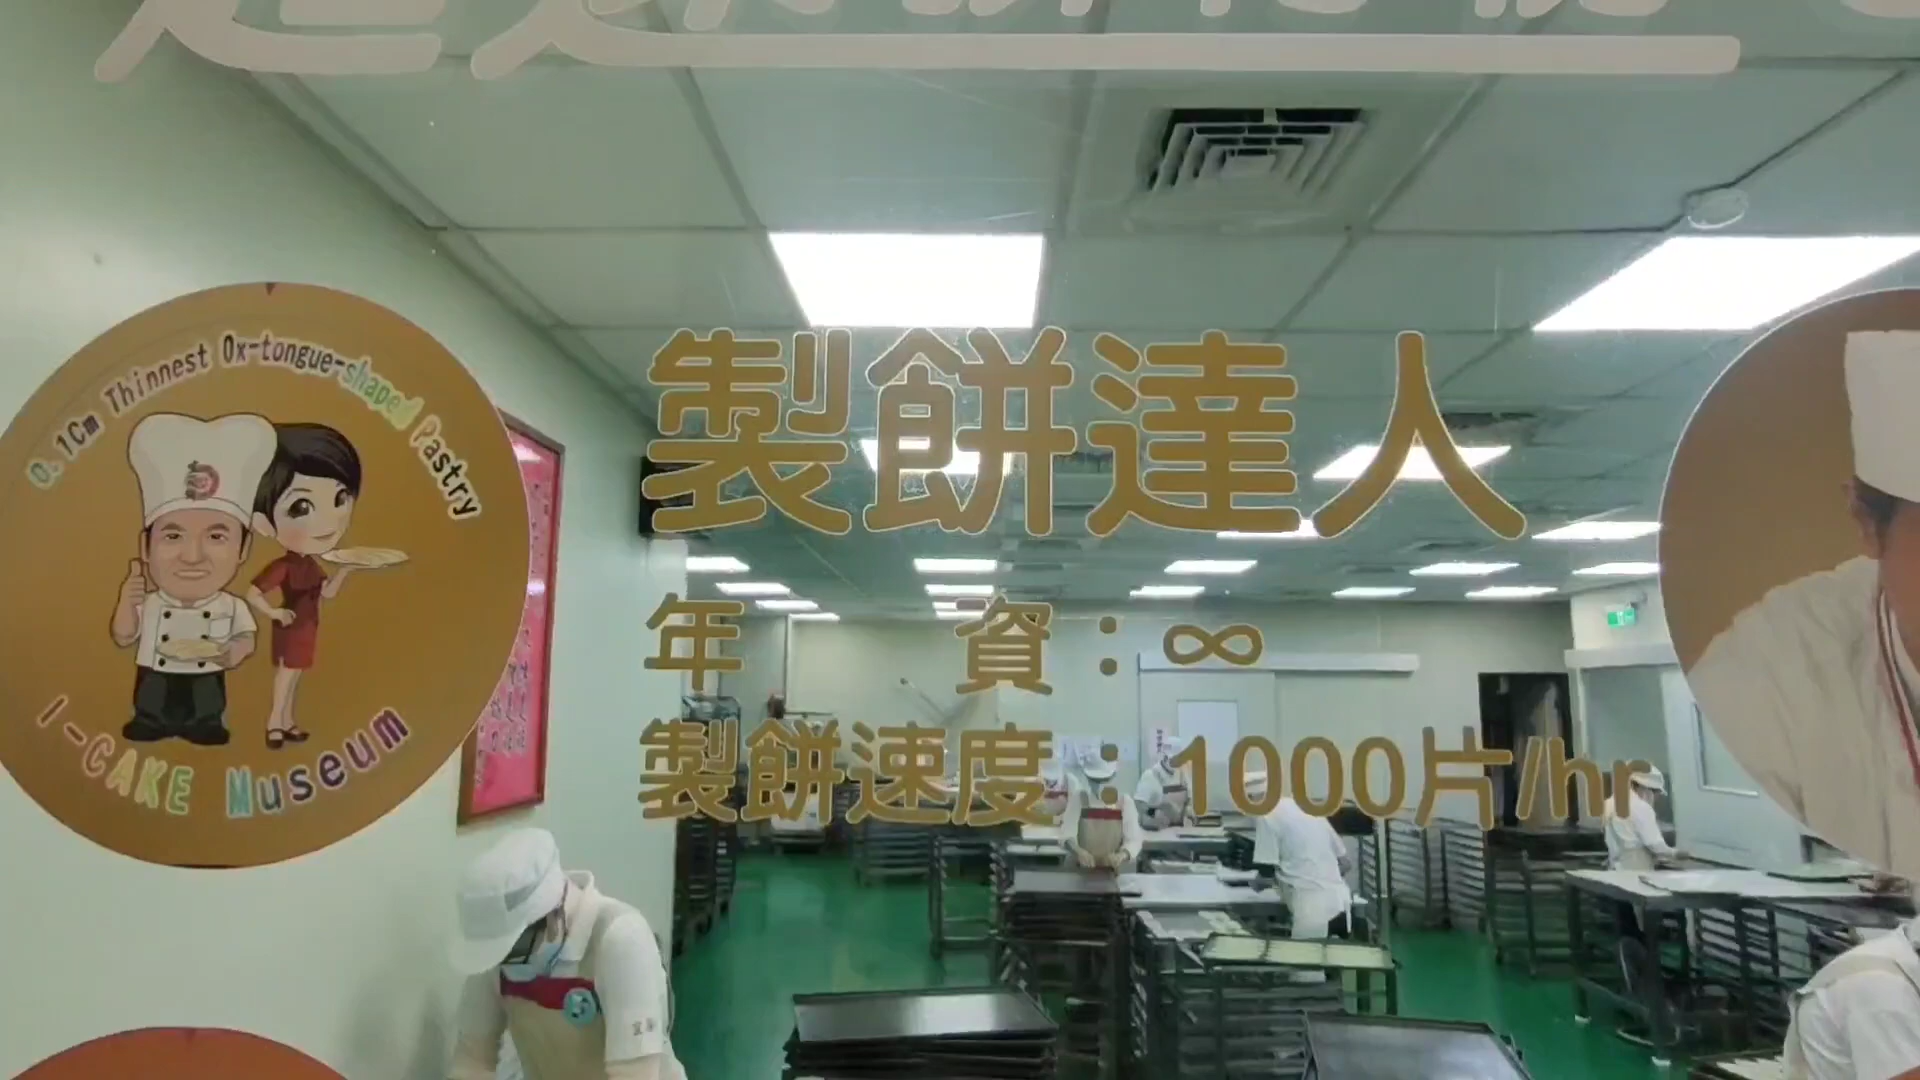 0.1Cm Thinnest Ox-tongue-shaped Pastry
I-CAKE Museum
製餅達人
年 資：∞
製餅速度：1000片/hr